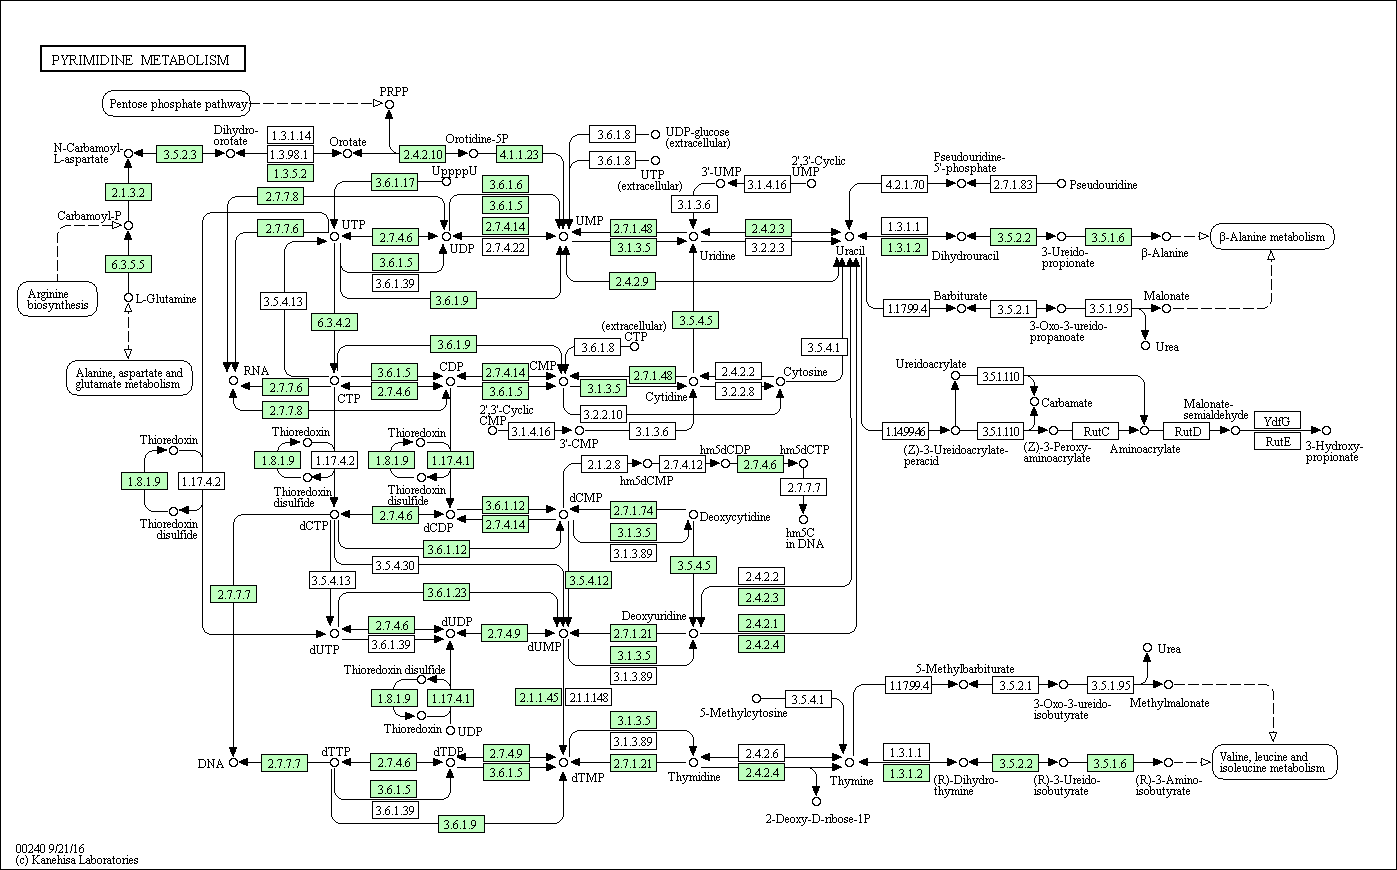 PYRIMIDINE METABOLISM
Pentose phosphate pathway
PRPP
N-Carbamoyl-
L-aspartate
3.5.2.3
Dihydro-
orotate
1.3.1.14
1.3.98.1
1.3.5.2
Orotate
2.4.2.10
Orotidine-5P
4.1.1.23
3.6.1.8
UDP-glucose
(extracellular)
3.6.1.8
UTP
(extracellular)
3'-UMP
3.1.4.16
2',3'-Cyclic
UMP
3.1.3.6
Pseudouridine-
5'-phosphate
4.2.1.70
2.7.1.83
Pseudouridine
2.1.3.2
Carbamoyl-P
6.3.5.5
L-Glutamine
Arginine
biosynthesis
Alanine, aspartate and
glutamate metabolism
UppppU
3.6.1.17
2.7.7.8
3.6.1.6
3.6.1.5
2.7.7.6
UTP
2.7.4.6
UDP
2.7.4.14
2.7.4.22
UMP
2.7.1.48
3.1.3.5
Uridine
2.4.2.3
3.2.2.3
Uracil
1.3.1.1
1.3.1.2
Dihydrouracil
3.5.2.2
3-Ureido-
propionate
3.5.1.6
β-Alanine
β-Alanine metabolism
3.6.1.5
3.6.1.39
3.6.1.9
2.4.2.9
3.5.4.13
6.3.4.2
3.5.4.5
1.1.99.4
Barbiturate
3.5.2.1
3-Oxo-3-ureido-
propanoate
3.5.1.95
Malonate
Urea
(extracellular)
CTP
3.6.1.8
3.6.1.9
3.5.4.1
RNA
2.7.7.6
2.7.7.8
CTP
3.6.1.5
2.7.4.6
CDP
2.7.4.14
3.6.1.5
CMP
2.7.1.48
3.1.3.5
Cytidine
2.4.2.2
3.2.2.8
Cytosine
3.2.2.10
2',3'-Cyclic
CMP
3.1.4.16
3'-CMP
3.1.3.6
Ureidoacrylate
3.5.1.110
Carbamate
1.14.99.46
(Z)-3-Ureidoacrylate-
peracid
3.5.1.110
(Z)-3-Peroxy-
aminoacrylate
RutC
Aminoacrylate
RutD
Malonate-
semialdehyde
YdfG
RutE
3-Hydroxy-
propionate
Thioredoxin
1.8.1.9
1.17.4.2
Thioredoxin
disulfide
Thioredoxin
1.8.1.9
1.17.4.2
Thioredoxin
disulfide
Thioredoxin
1.8.1.9
1.17.4.1
Thioredoxin
disulfide
2.1.2.8
hm5dCMP
2.7.4.12
hm5dCDP
2.7.4.6
hm5dCTP
2.7.7.7
hm5C
in DNA
dCTP
2.7.4.6
dCDP
3.6.1.12
2.7.4.14
dCMP
2.7.1.74
3.1.3.5
3.1.3.89
Deoxycytidine
3.6.1.12
3.5.4.30
3.5.4.13
3.5.4.12
3.5.4.5
2.7.7.7
3.6.1.23
2.4.2.2
2.4.2.3
2.4.2.1
2.4.2.4
dUTP
2.7.4.6
3.6.1.39
dUDP
2.7.4.9
dUMP
2.7.1.21
3.1.3.5
3.1.3.89
Deoxyuridine
Thioredoxin disulfide
1.8.1.9
1.17.4.1
Thioredoxin
UDP
2.1.1.45
2.1.1.148
5-Methylcytosine
3.5.4.1
5-Methylbarbiturate
1.1.99.4
3.5.2.1
3-Oxo-3-ureido-
isobutyrate
3.5.1.95
Methylmalonate
Urea
DNA
2.7.7.7
dTTP
2.7.4.6
dTDP
2.7.4.9
3.6.1.5
dTMP
3.1.3.5
3.1.3.89
2.7.1.21
Thymidine
2.4.2.6
2.4.2.4
2-Deoxy-D-ribose-1P
Thymine
1.3.1.1
1.3.1.2
(R)-Dihydro-
thymine
3.5.2.2
(R)-3-Ureido-
isobutyrate
3.5.1.6
(R)-3-Amino-
isobutyrate
Valine, leucine and
isoleucine metabolism
3.6.1.5
3.6.1.39
3.6.1.9
00240 9/21/16
(c) Kanehisa Laboratories